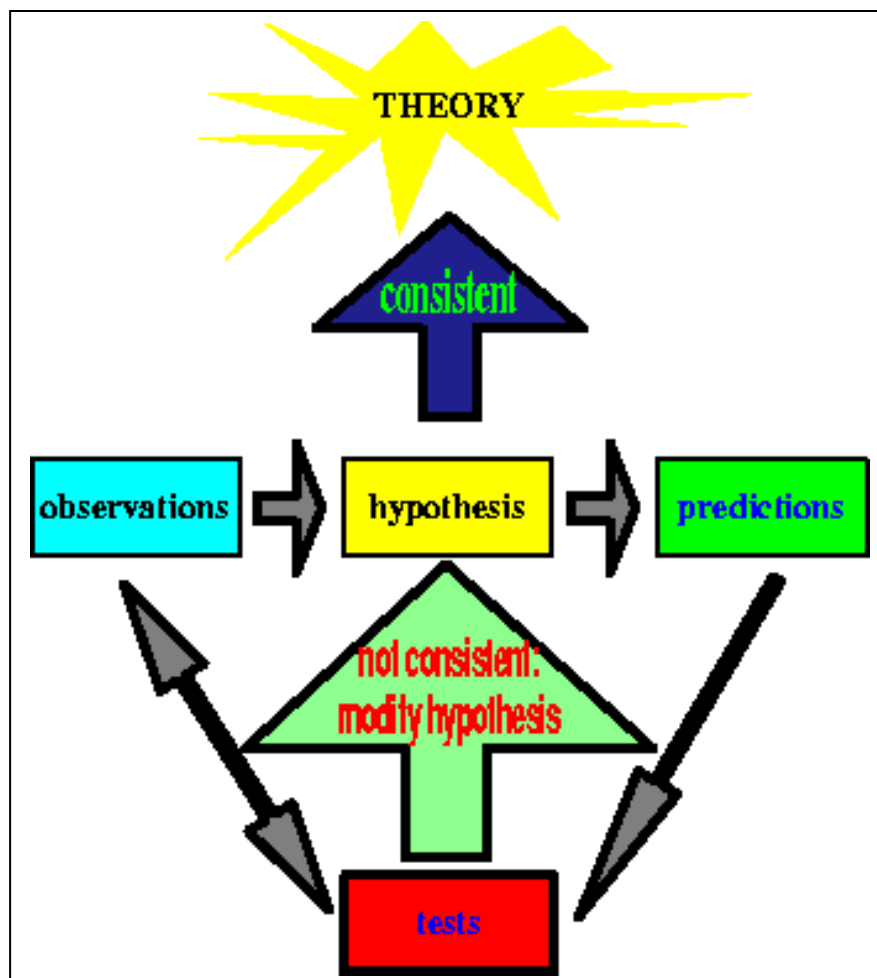 THEORY
consistent
observations
hypothesis
predictions
not consistent:
modify hypothesis
tests